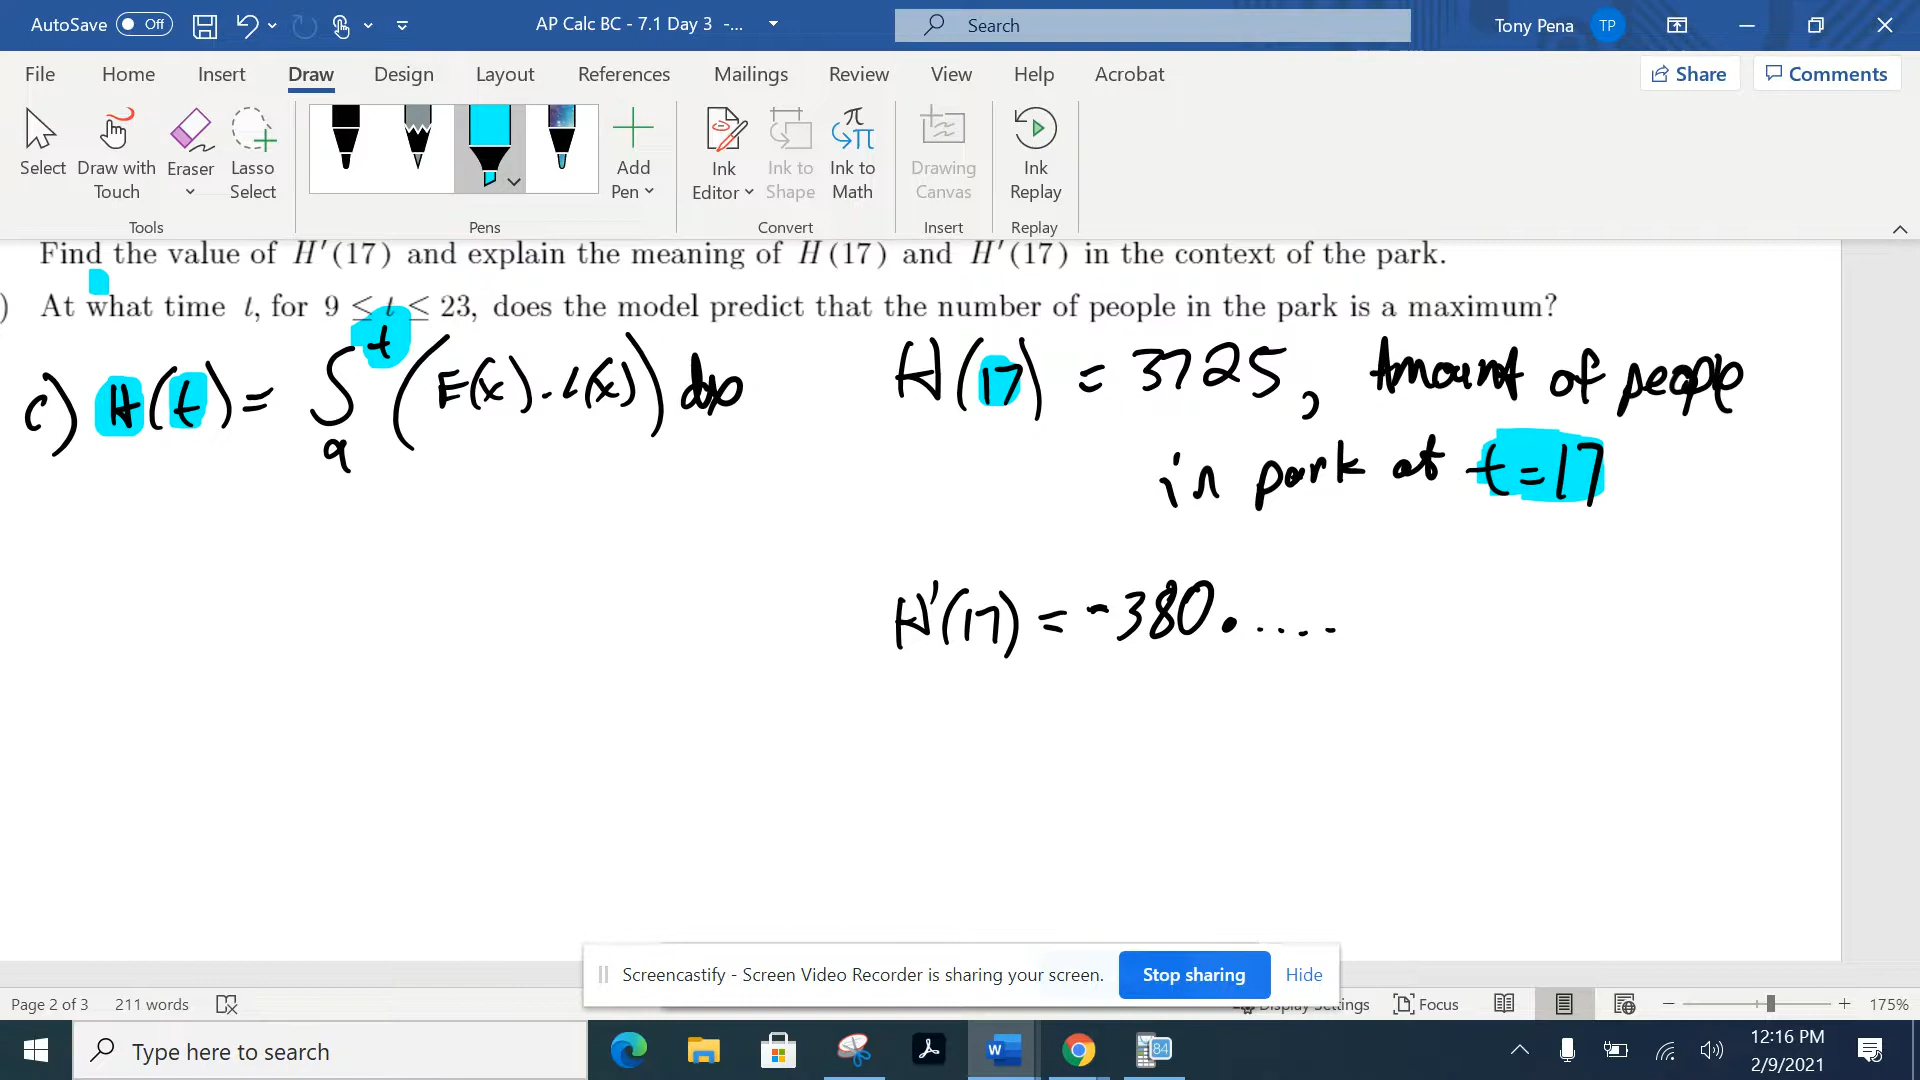 AutoSave Off AP Calc BC - 7.1 Day 3 -... Search Tony Pena TP
File Home Insert Draw Design Layout References Mailings Review View Help Acrobat Share Comments
Select Draw with Touch Eraser Lasso Select Add Pen Ink Editor Ink to Shape Ink to Math Drawing Canvas Ink Replay
Tools Pens Convert Insert Replay
Find the value of H′(17) and explain the meaning of H(17) and H′(17) in the context of the park.
) At what time t, for 9 ≤ t ≤ 23, does the model predict that the number of people in the park is a maximum?
c) H(t) = ∫₉ᵗ (E(x) - L(x)) dx
H(17) = 3725, Amount of people
in park at t=17
H'(17) = -380. ....
Screencastify - Screen Video Recorder is sharing your screen. Stop sharing Hide
Page 2 of 3 211 words Display Settings Focus 175%
Type here to search 84 12:16 PM
2/9/2021